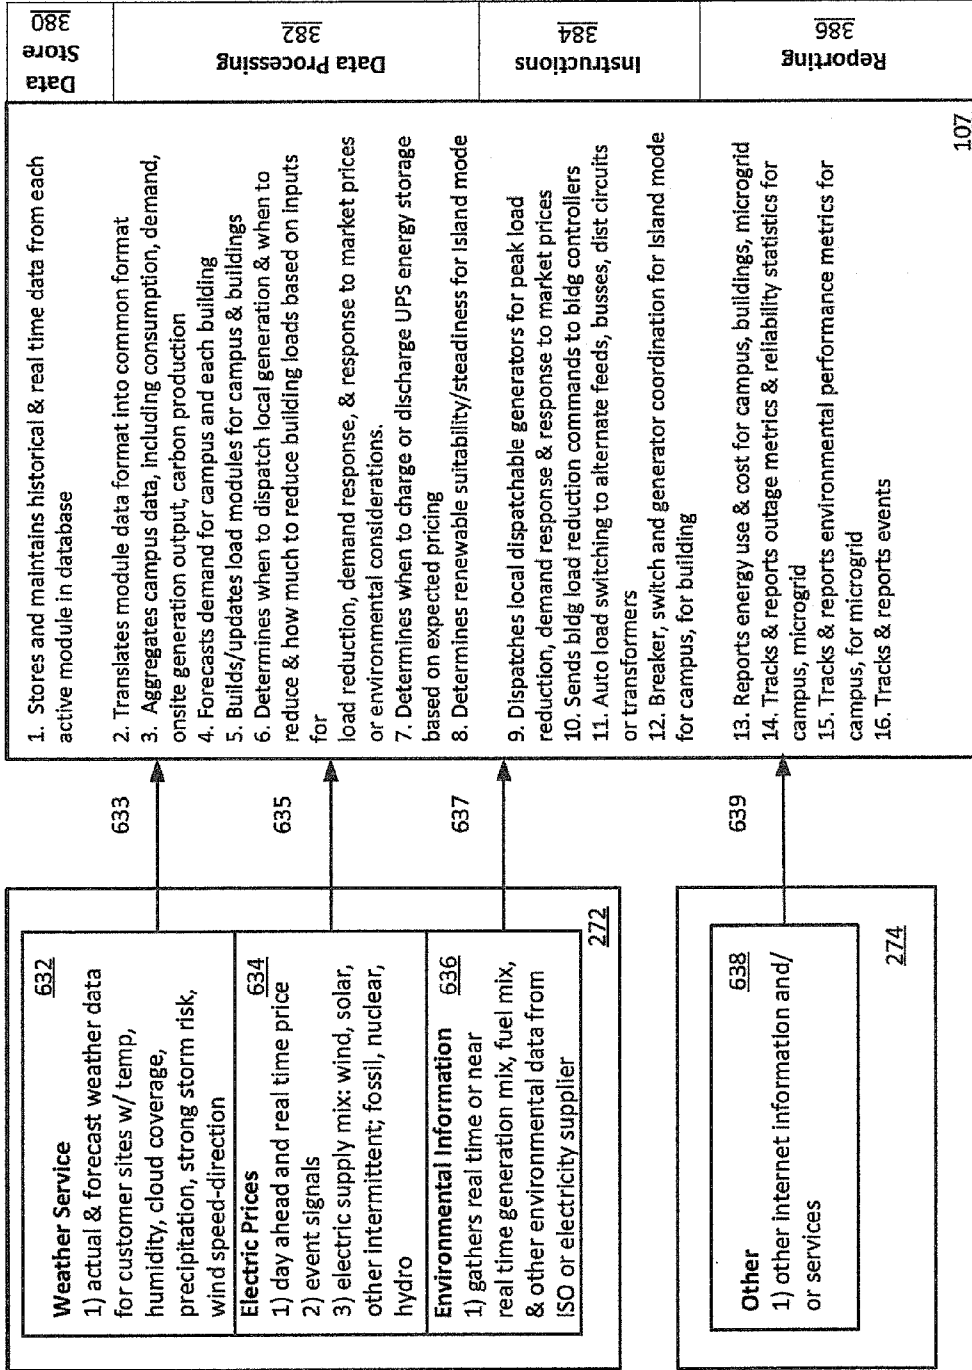 Weather Service 632
1) actual & forecast weather data
for customer sites w/ temp,
humidity, cloud coverage,
precipitation, strong storm risk,
wind speed-direction
Electric Prices 634
1) day ahead and real time price
2) event signals
3) electric supply mix: wind, solar,
other intermittent; fossil, nuclear,
hydro
Environmental Information 636
1) gathers real time or near
real time generation mix, fuel mix,
& other environmental data from
ISO or electricity supplier
272
Other 638
1) other internet information and/
or services
274
633
635
637
639
1. Stores and maintains historical & real time data from each
active module in database
2. Translates module data format into common format
3. Aggregates campus data, including consumption, demand,
onsite generation output, carbon production
4. Forecasts demand for campus and each building
5. Builds/updates load modules for campus & buildings
6. Determines when to dispatch local generation & when to
reduce & how much to reduce building loads based on inputs
for
load reduction, demand response, & response to market prices
or environmental considerations.
7. Determines when to charge or discharge UPS energy storage
based on expected pricing
8. Determines renewable suitability/steadiness for Island mode
9. Dispatches local dispatchable generators for peak load
reduction, demand response & response to market prices
10. Sends bldg load reduction commands to bldg controllers
11. Auto load switching to alternate feeds, busses, dist circuits
or transformers
12. Breaker, switch and generator coordination for Island mode
for campus, for building
13. Reports energy use & cost for campus, buildings, microgrid
14. Tracks & reports outage metrics & reliability statistics for
campus, microgrid
15. Tracks & reports environmental performance metrics for
campus, for microgrid
16. Tracks & reports events
107
Data
Store
380
Data Processing
382
Instructions
384
Reporting
386